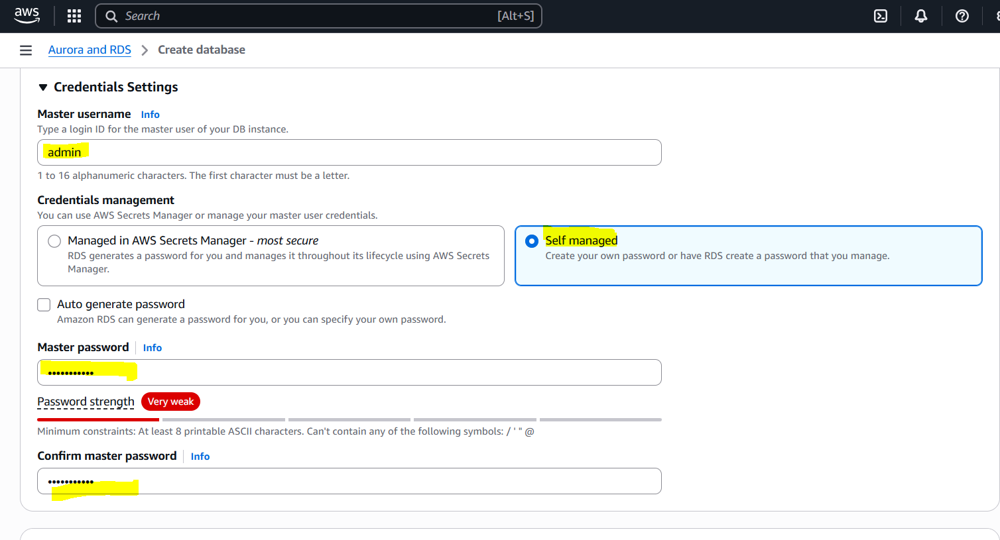 aws
Search [Alt+S]
Aurora and RDS > Create database
Credentials Settings
Master username Info
Type a login ID for the master user of your DB instance.
admin
1 to 16 alphanumeric characters. The first character must be a letter.
Credentials management
You can use AWS Secrets Manager or manage your master user credentials.
Managed in AWS Secrets Manager - most secure
RDS generates a password for you and manages it throughout its lifecycle using AWS Secrets
Manager.
Self managed
Create your own password or have RDS create a password that you manage.
Auto generate password
Amazon RDS can generate a password for you, or you can specify your own password.
Master password Info
•••••••••••
Password strength Very weak
Minimum constraints: At least 8 printable ASCII characters. Can't contain any of the following symbols: / ' " @
Confirm master password Info
•••••••••••